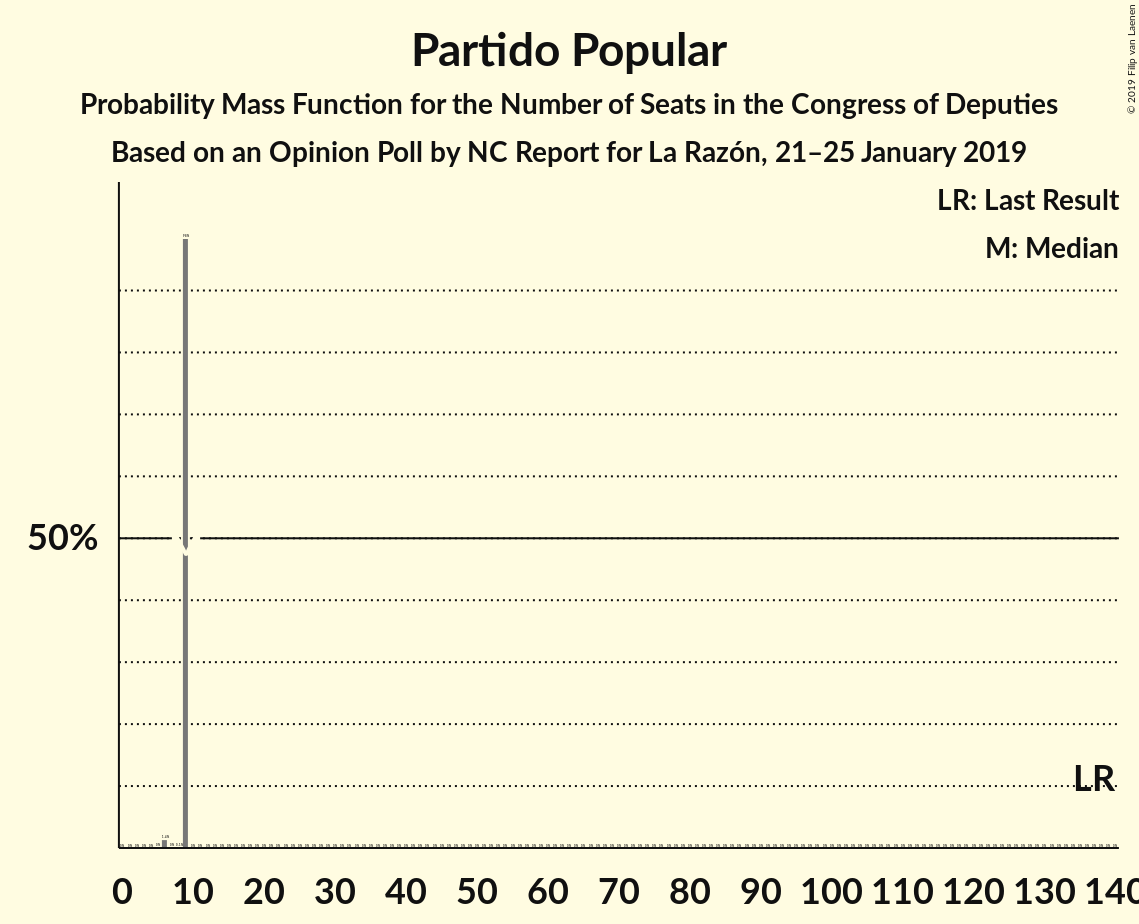 Partido Popular
Probability Mass Function for the Number of Seats in the Congress of Deputies
Based on an Opinion Poll by NC Report for La Razón, 21–25 January 2019
© 2019 Filip van Laenen
LR: Last Result
M: Median
50%
LR
0 10 20 30 40 50 60 70 80 90 100 110 120 130 140